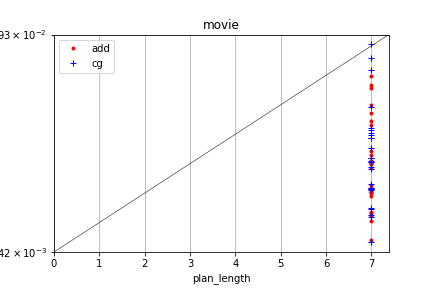 movie
93 × 10⁻²
add
cg
42 × 10⁻³
0 1 2 3 4 5 6 7
plan_length